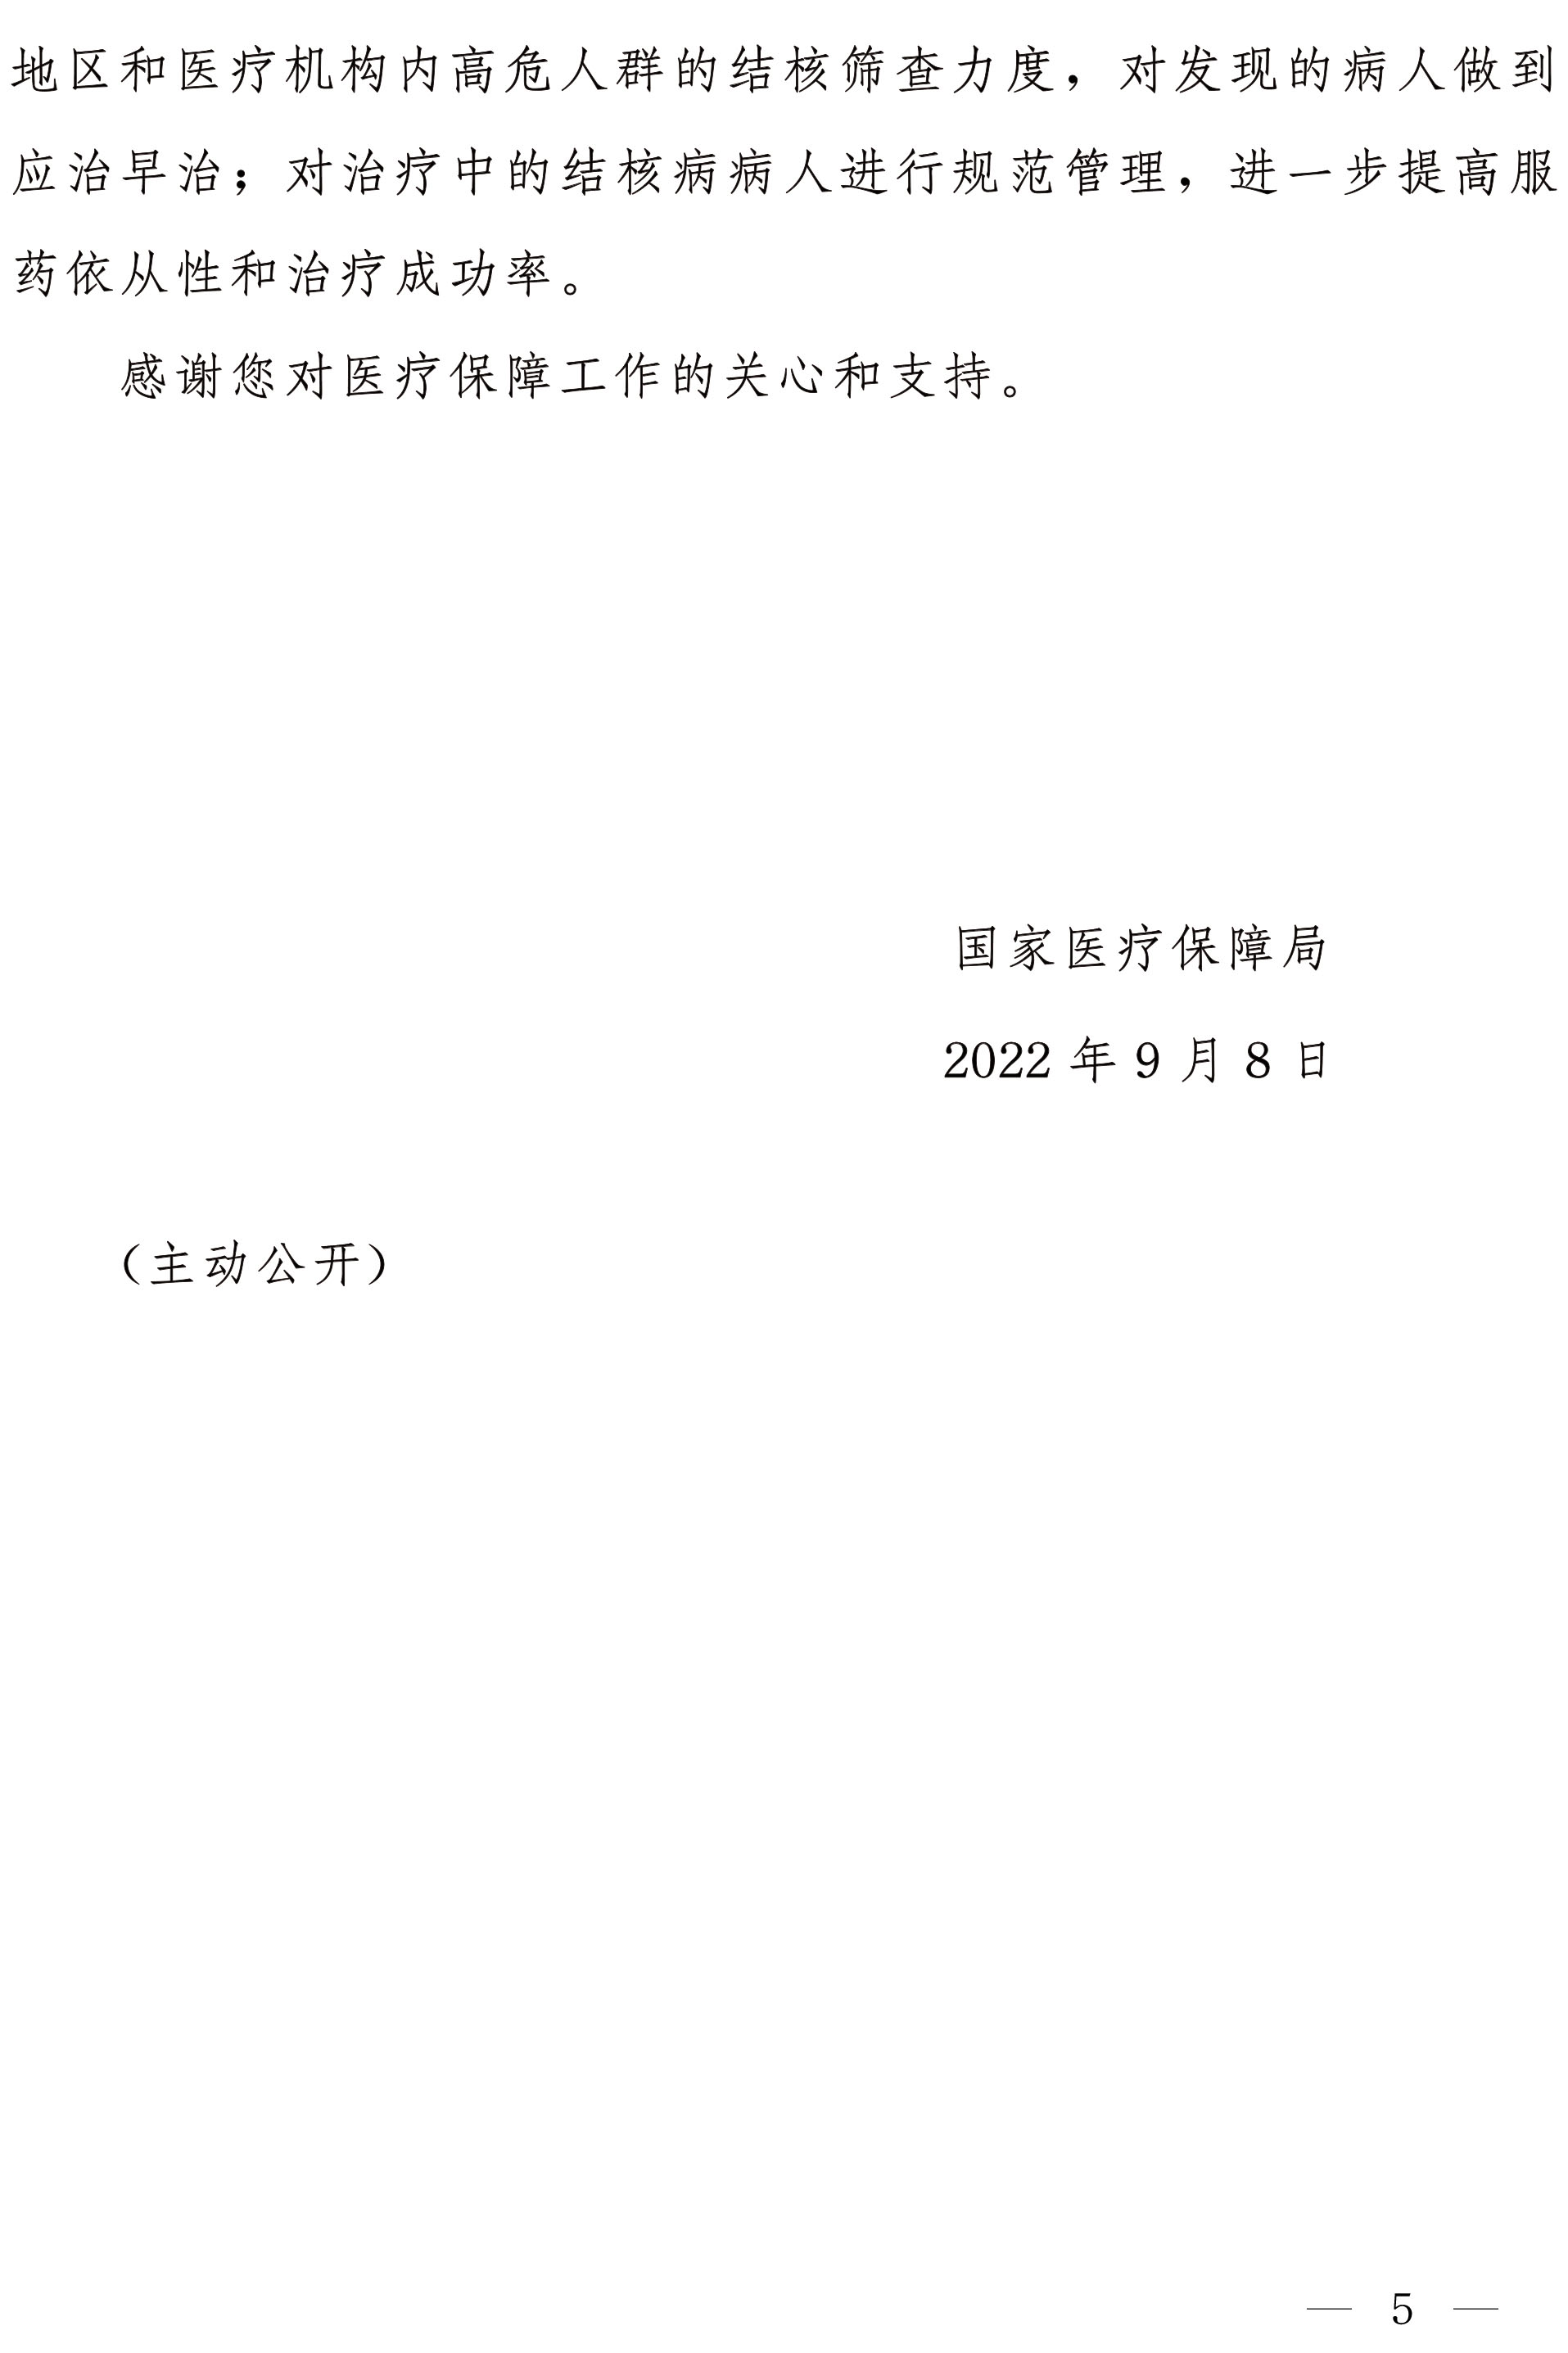 地区和医疗机构内高危人群的结核筛查力度，对发现的病人做到
应治早治；对治疗中的结核病病人进行规范管理，进一步提高服
药依从性和治疗成功率。
感谢您对医疗保障工作的关心和支持。
国家医疗保障局
2022 年 9 月 8 日
（主动公开）
— 5 —